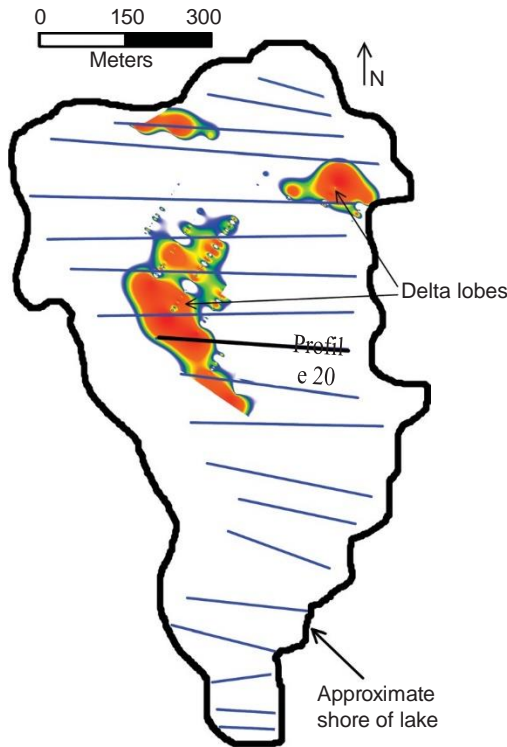 0 150 300
Meters
N
Delta lobes
Profil
e 20
Approximate
shore of lake